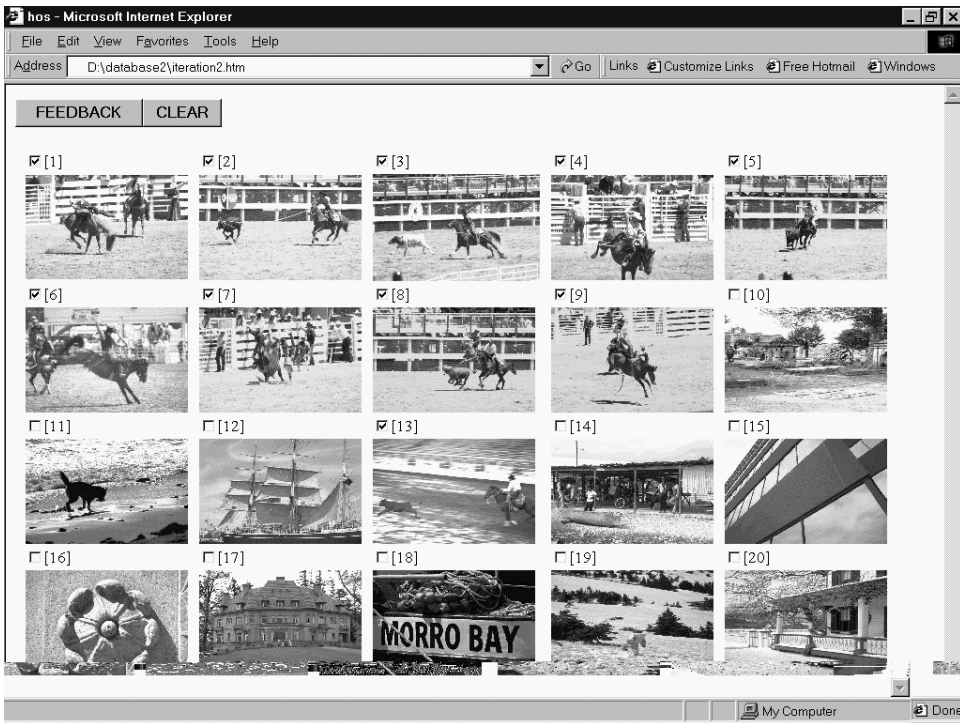 hos - Microsoft Internet Explorer
File Edit View Favorites Tools Help
Address D:\database2\iteration2.htm Go Links Customize Links Free Hotmail Windows
FEEDBACK CLEAR
[1] [2] [3] [4] [5]
[6] [7] [8] [9] [10]
[11] [12] [13] [14] [15]
[16] [17] [18] [19] [20]
MORRO BAY
My Computer Done